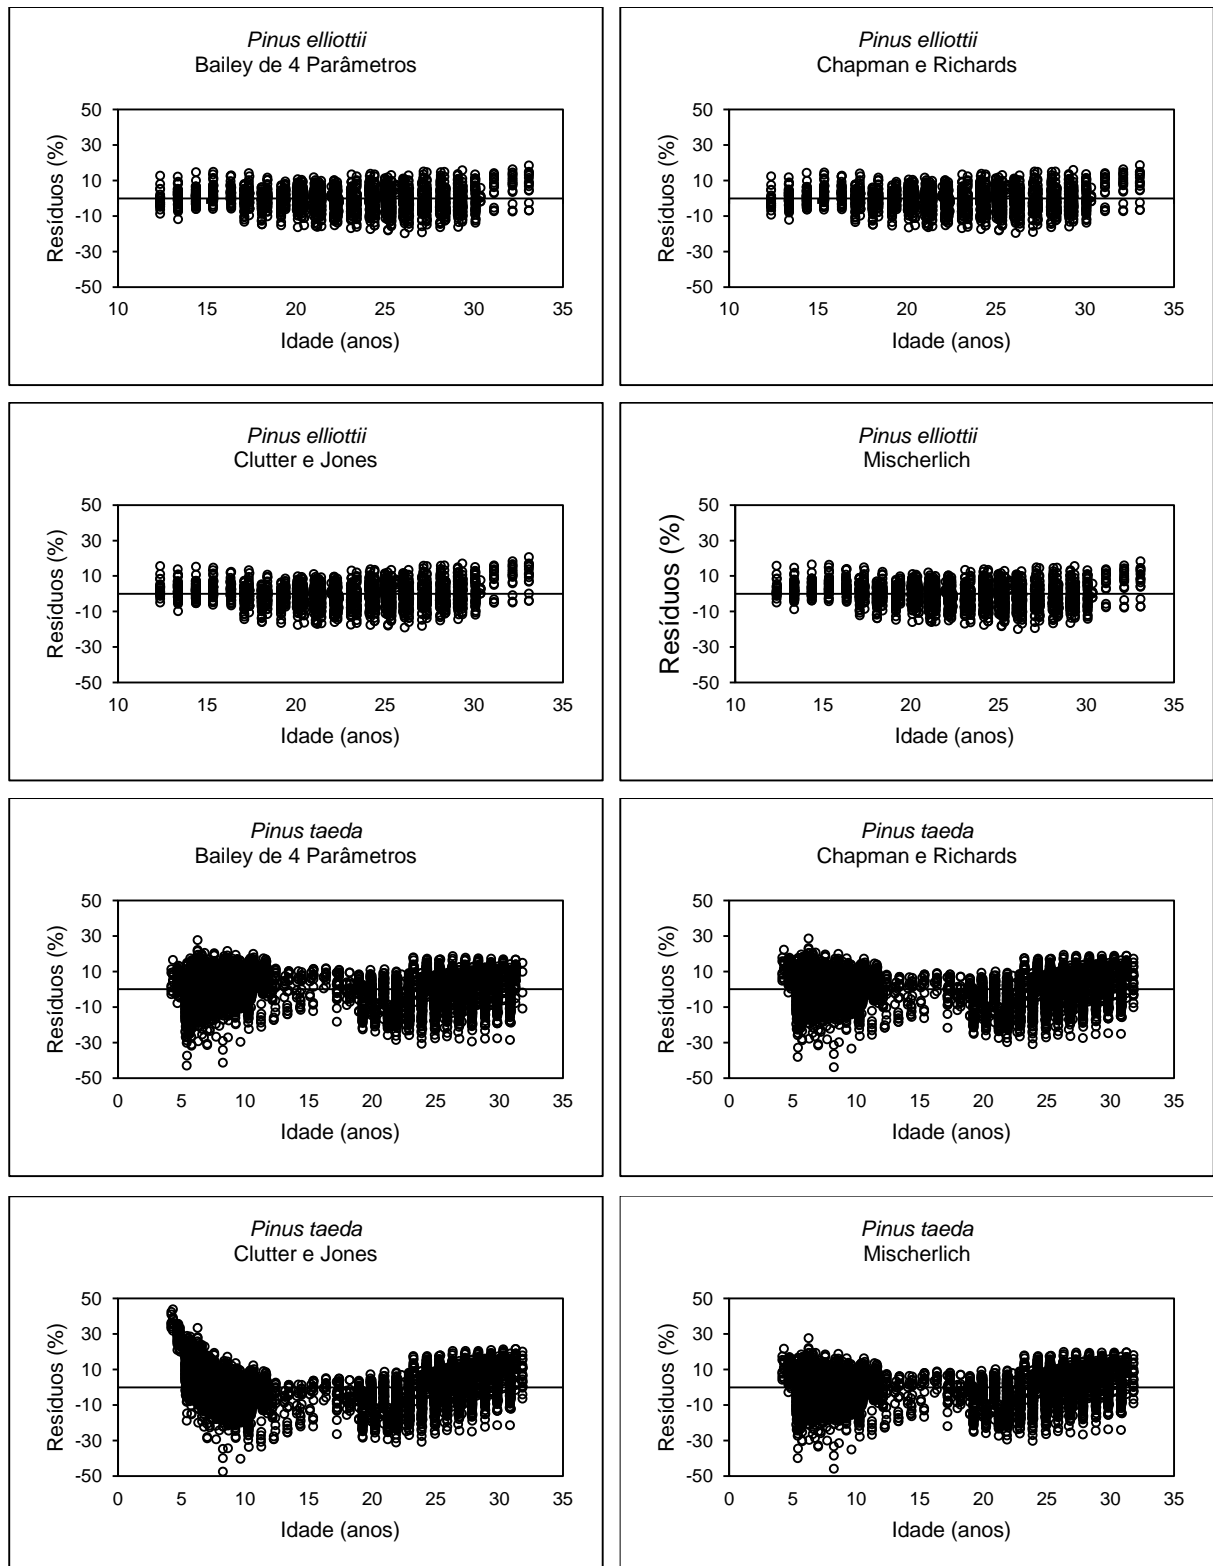 Pinus elliottii
Bailey de 4 Parâmetros
50
30
10
-10
-30
-50
Resíduos (%)
10 15 20 25 30 35
Idade (anos)
Pinus elliottii
Chapman e Richards
50
30
10
-10
-30
-50
Resíduos (%)
10 15 20 25 30 35
Idade (anos)
Pinus elliottii
Clutter e Jones
50
30
10
-10
-30
-50
Resíduos (%)
10 15 20 25 30 35
Idade (anos)
Pinus elliottii
Mischerlich
50
30
10
-10
-30
-50
Resíduos (%)
10 15 20 25 30 35
Idade (anos)
Pinus taeda
Bailey de 4 Parâmetros
50
30
10
-10
-30
-50
Resíduos (%)
0 5 10 15 20 25 30 35
Idade (anos)
Pinus taeda
Chapman e Richards
50
30
10
-10
-30
-50
Resíduos (%)
0 5 10 15 20 25 30 35
Idade (anos)
Pinus taeda
Clutter e Jones
50
30
10
-10
-30
-50
Resíduos (%)
0 5 10 15 20 25 30 35
Idade (anos)
Pinus taeda
Mischerlich
50
30
10
-10
-30
-50
Resíduos (%)
0 5 10 15 20 25 30 35
Idade (anos)